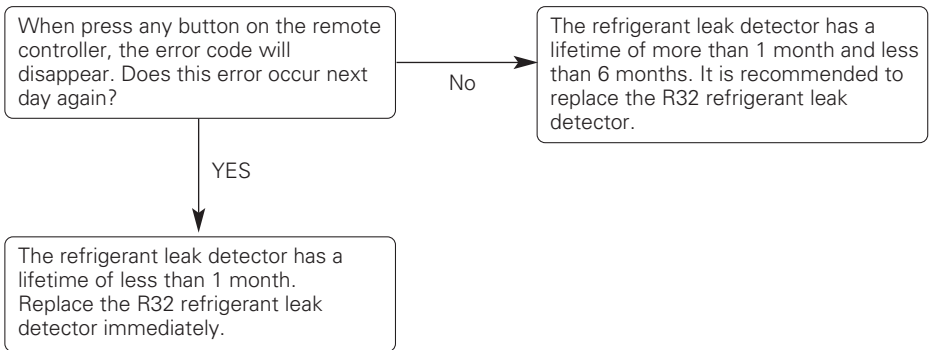 When press any button on the remote
controller, the error code will
disappear. Does this error occur next
day again?
No
The refrigerant leak detector has a
lifetime of more than 1 month and less
than 6 months. It is recommended to
replace the R32 refrigerant leak
detector.
YES
The refrigerant leak detector has a
lifetime of less than 1 month.
Replace the R32 refrigerant leak
detector immediately.